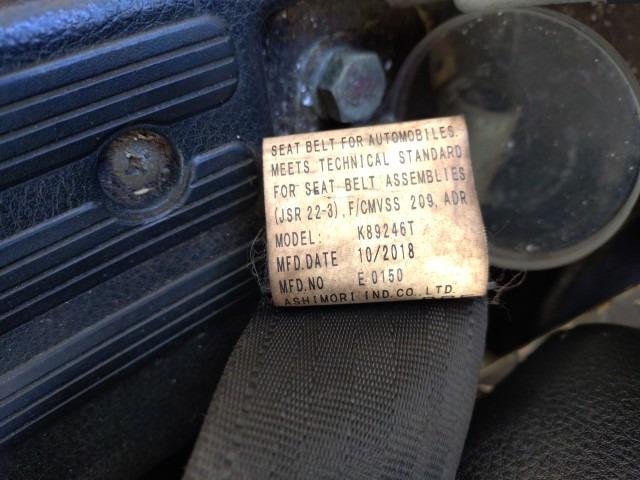 SEAT BELT FOR AUTOMOBILES.
MEETS TECHNICAL STANDARD
FOR SEAT BELT ASSEMBLIES
(JSR 22-3), F/CMVSS 209, ADR
MODEL: K89246T
MFD.DATE 10/2018
MFD.NO E 0150
ASHIMORI IND.CO.,LTD.